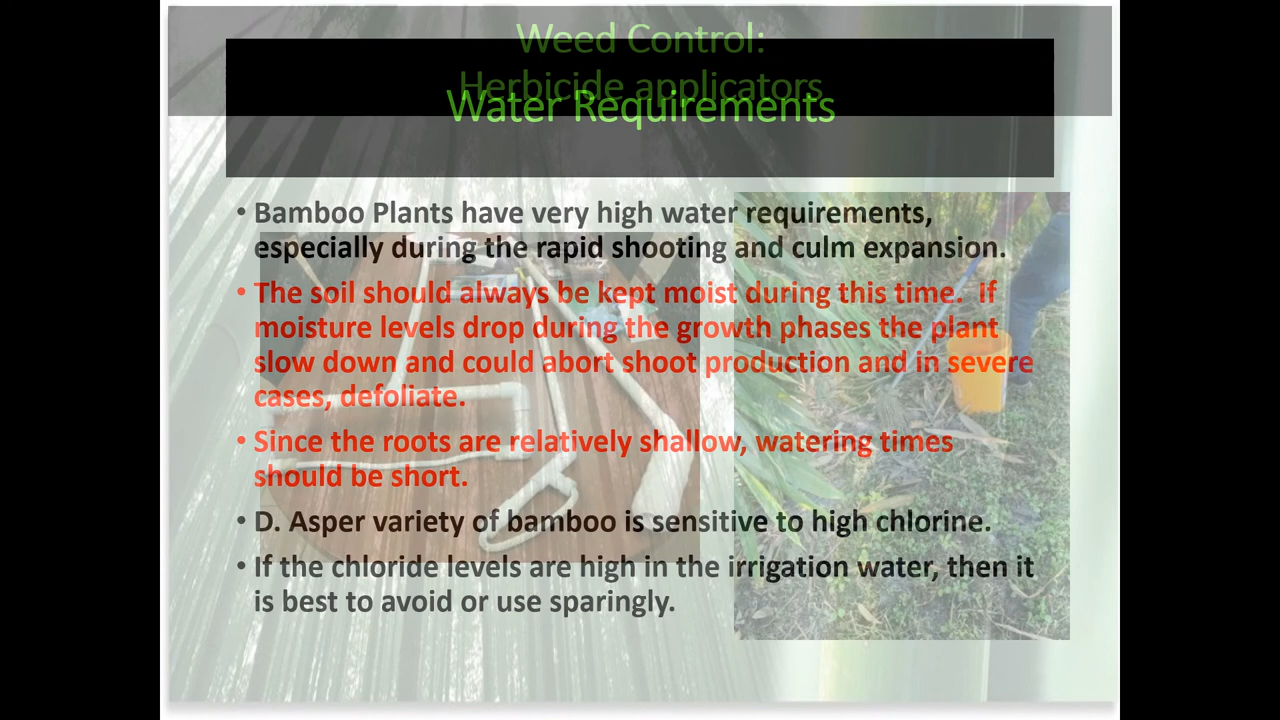 Weed Control:
Herbicide applicators
Water Requirements
• Bamboo Plants have very high water requirements,
especially during the rapid shooting and culm expansion.
• The soil should always be kept moist during this time.  If
moisture levels drop during the growth phases the plant
slow down and could abort shoot production and in severe
cases, defoliate.
• Since the roots are relatively shallow, watering times
should be short.
• D. Asper variety of bamboo is sensitive to high chlorine.
• If the chloride levels are high in the irrigation water, then it
is best to avoid or use sparingly.